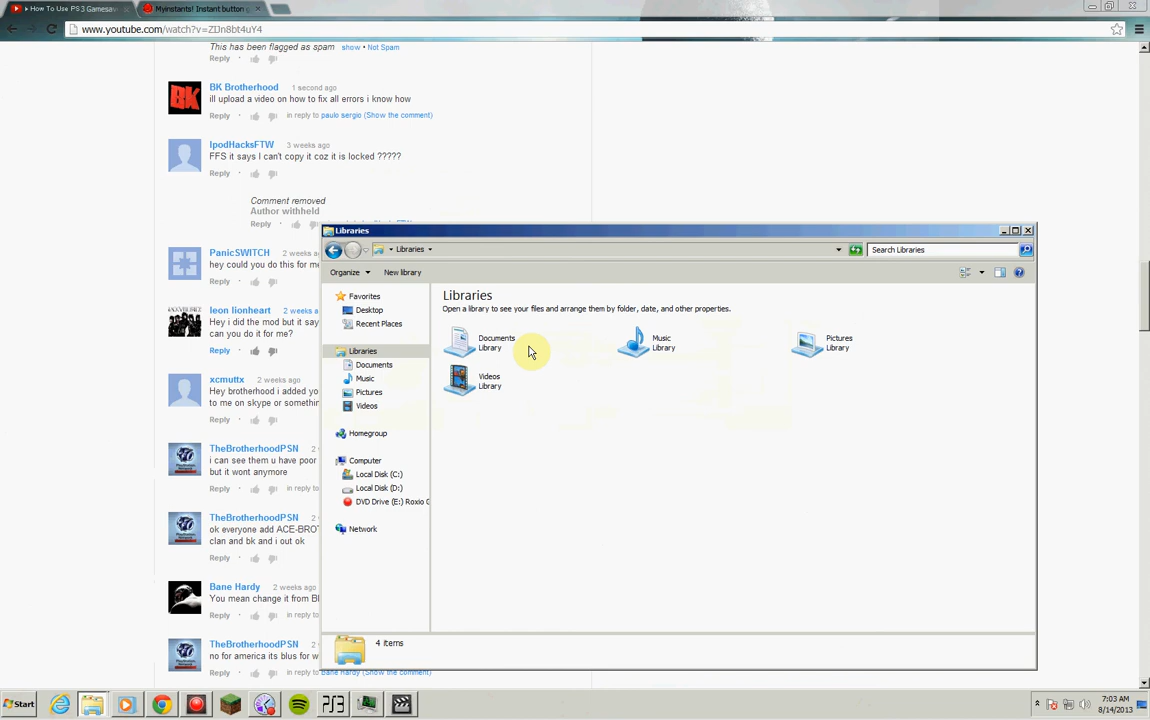 How To Use PS3 Gamesav
Myinstants! Instant button g
www.youtube.com/watch?v=ZIJn8bt4uY4
This has been flagged as spam show • Not Spam
Reply
BK Brotherhood 1 second ago
ill upload a video on how to fix all errors i know how
Reply in reply to paulo sergio (Show the comment)
IpodHacksFTW 3 weeks ago
FFS it says I can't copy it coz it is locked ?????
Reply
Comment removed
Author withheld
Reply
PanicSWITCH 2 weeks
hey could you do this for me
Reply
leon lionheart 2 weeks
Hey i did the mod but it say
can you do it for me?
Reply
xcmuttx 2 weeks
Hey brotherhood i added yo
to me on skype or somethin
Reply
TheBrotherhoodPSN 2
i can see them u have poor
but it wont anymore
Reply in reply
TheBrotherhoodPSN 2
ok everyone add ACE-BROT
clan and bk and i out ok
Reply
Bane Hardy 2 weeks
You mean change it from Bl
Reply in reply
TheBrotherhoodPSN 2
no for america its blus for w
Reply in reply to Bane Hardy (Show the comment)
Libraries
Libraries
Search Libraries
Organize New library
Favorites
Desktop
Recent Places
Libraries
Documents
Music
Pictures
Videos
Homegroup
Computer
Local Disk (C:)
Local Disk (D:)
DVD Drive (E:) Roxio
Network
Libraries
Open a library to see your files and arrange them by folder, date, and other properties.
Documents
Library
Music
Library
Pictures
Library
Videos
Library
4 items
Start
PS3
7:03 AM
8/14/2013